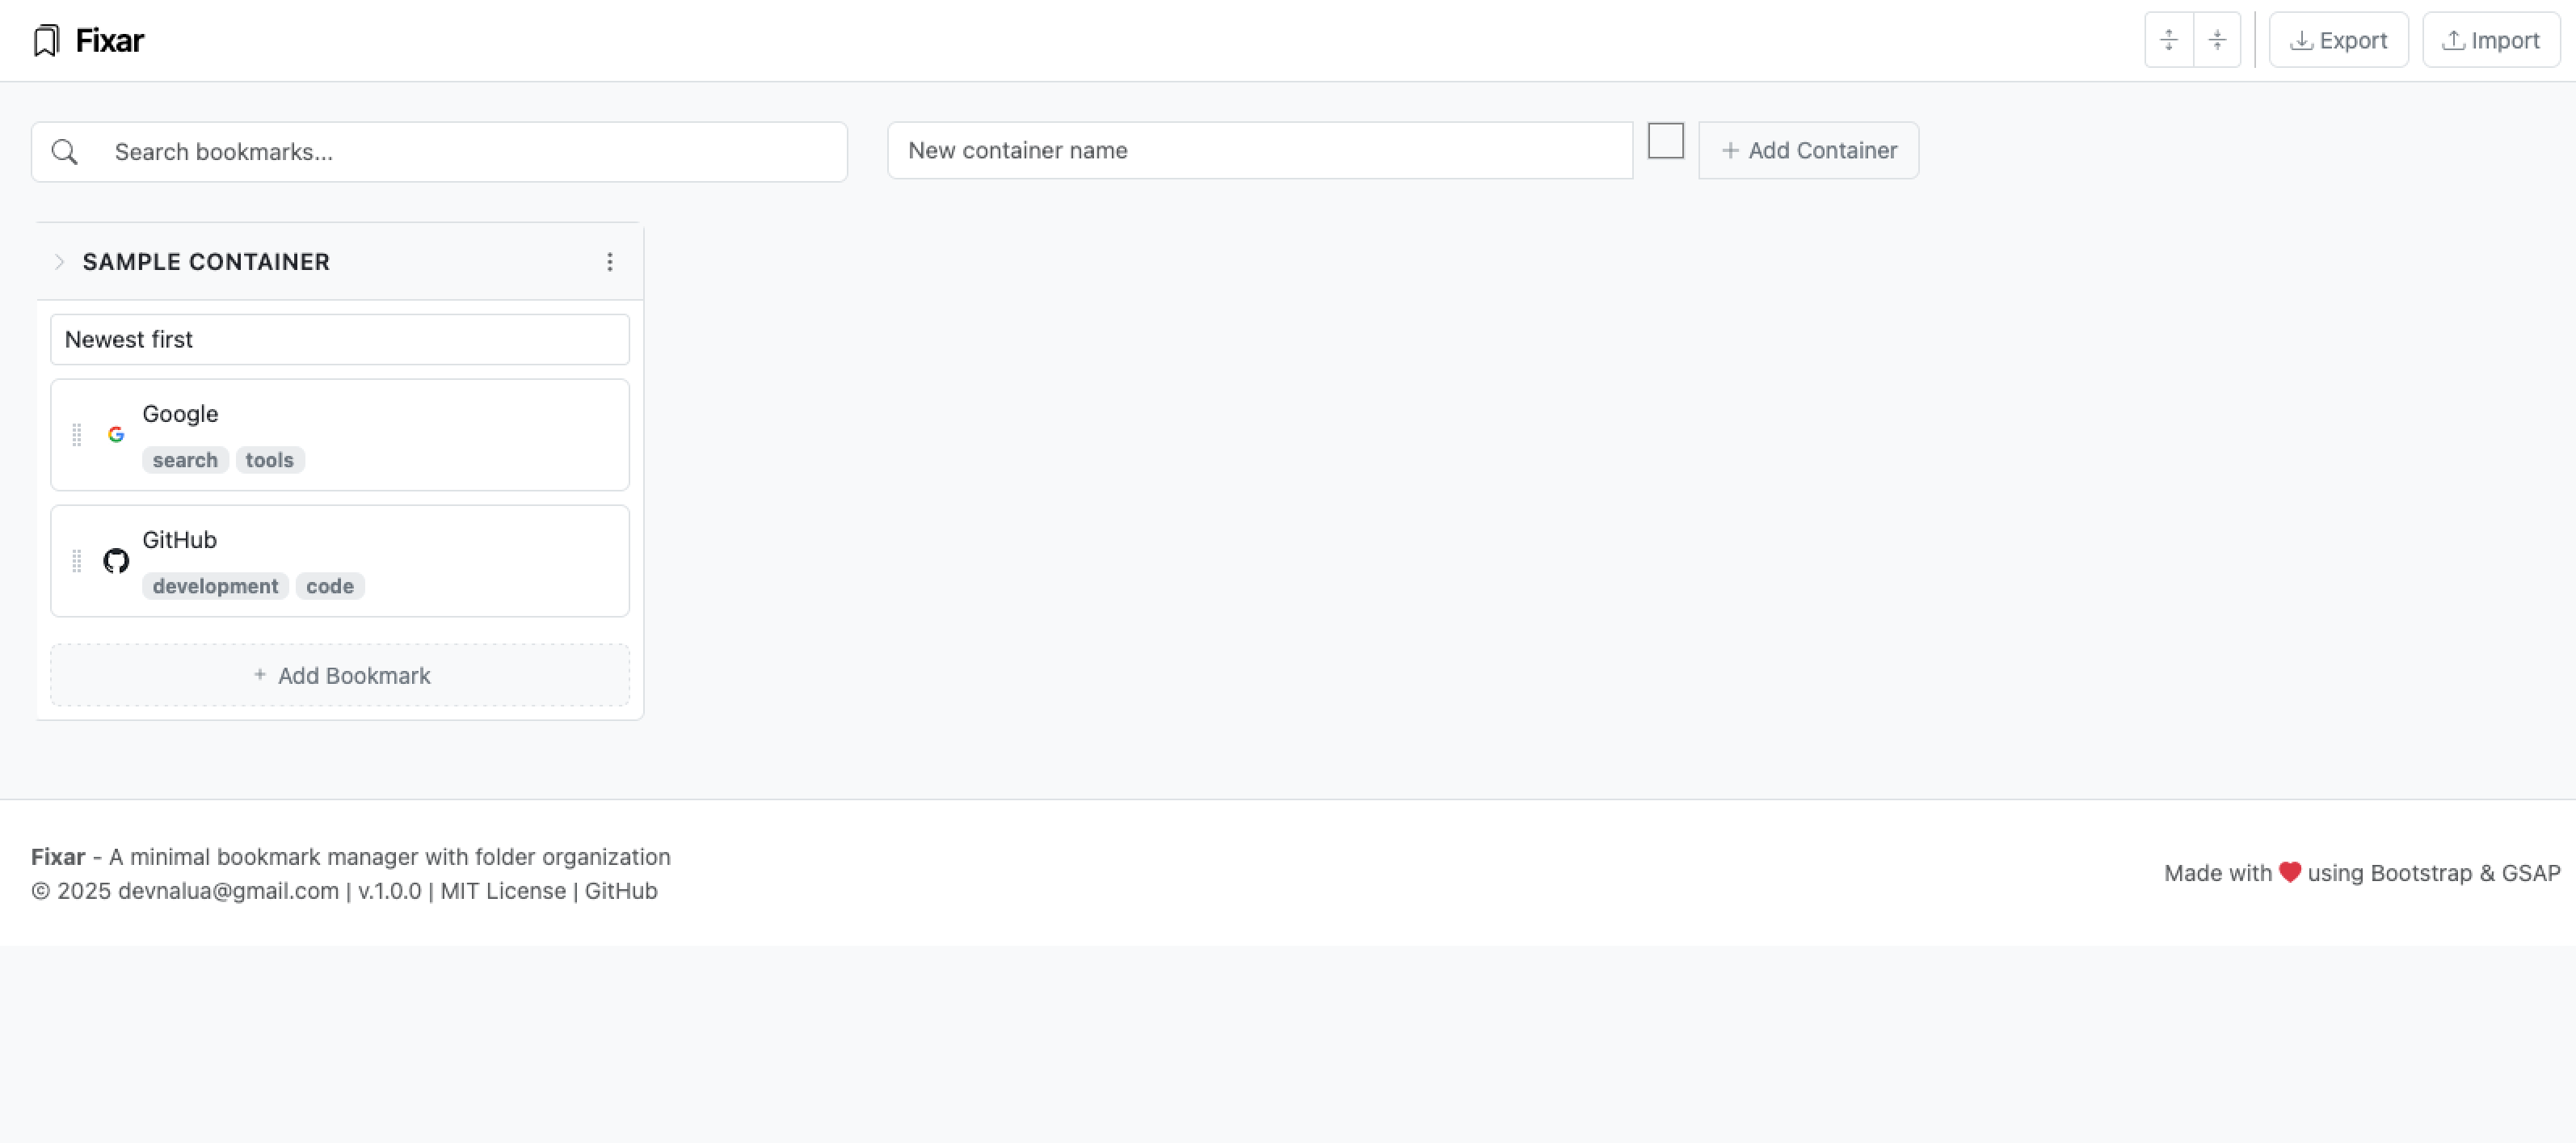 Fixar
Export
Import
Search bookmarks...
New container name
+ Add Container
SAMPLE CONTAINER
Newest first
Google
search tools
GitHub
development code
+ Add Bookmark
Fixar - A minimal bookmark manager with folder organization
© 2025 devnalua@gmail.com | v.1.0.0 | MIT License | GitHub
Made with ❤ using Bootstrap & GSAP